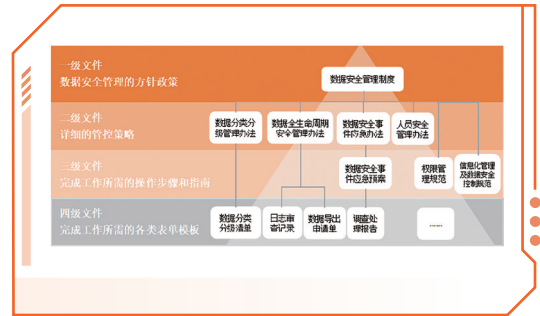 一级文件
数据安全管理的方针政策
数据安全管理制度
二级文件
详细的管控策略
数据分类分
级管理办法
数据全生命周期
安全管理办法
数据安全事
件应急办法
人员安全
管理办法
三级文件
完成工作所需的操作步骤和指南
数据安全事
件应急预案
权限管
理规范
信息化管理
及数据安全
控制规范
四级文件
完成工作所需的各类表单模板
数据分类
分级清单
日志审
查记录
数据导出
申请单
调查处
理报告
……